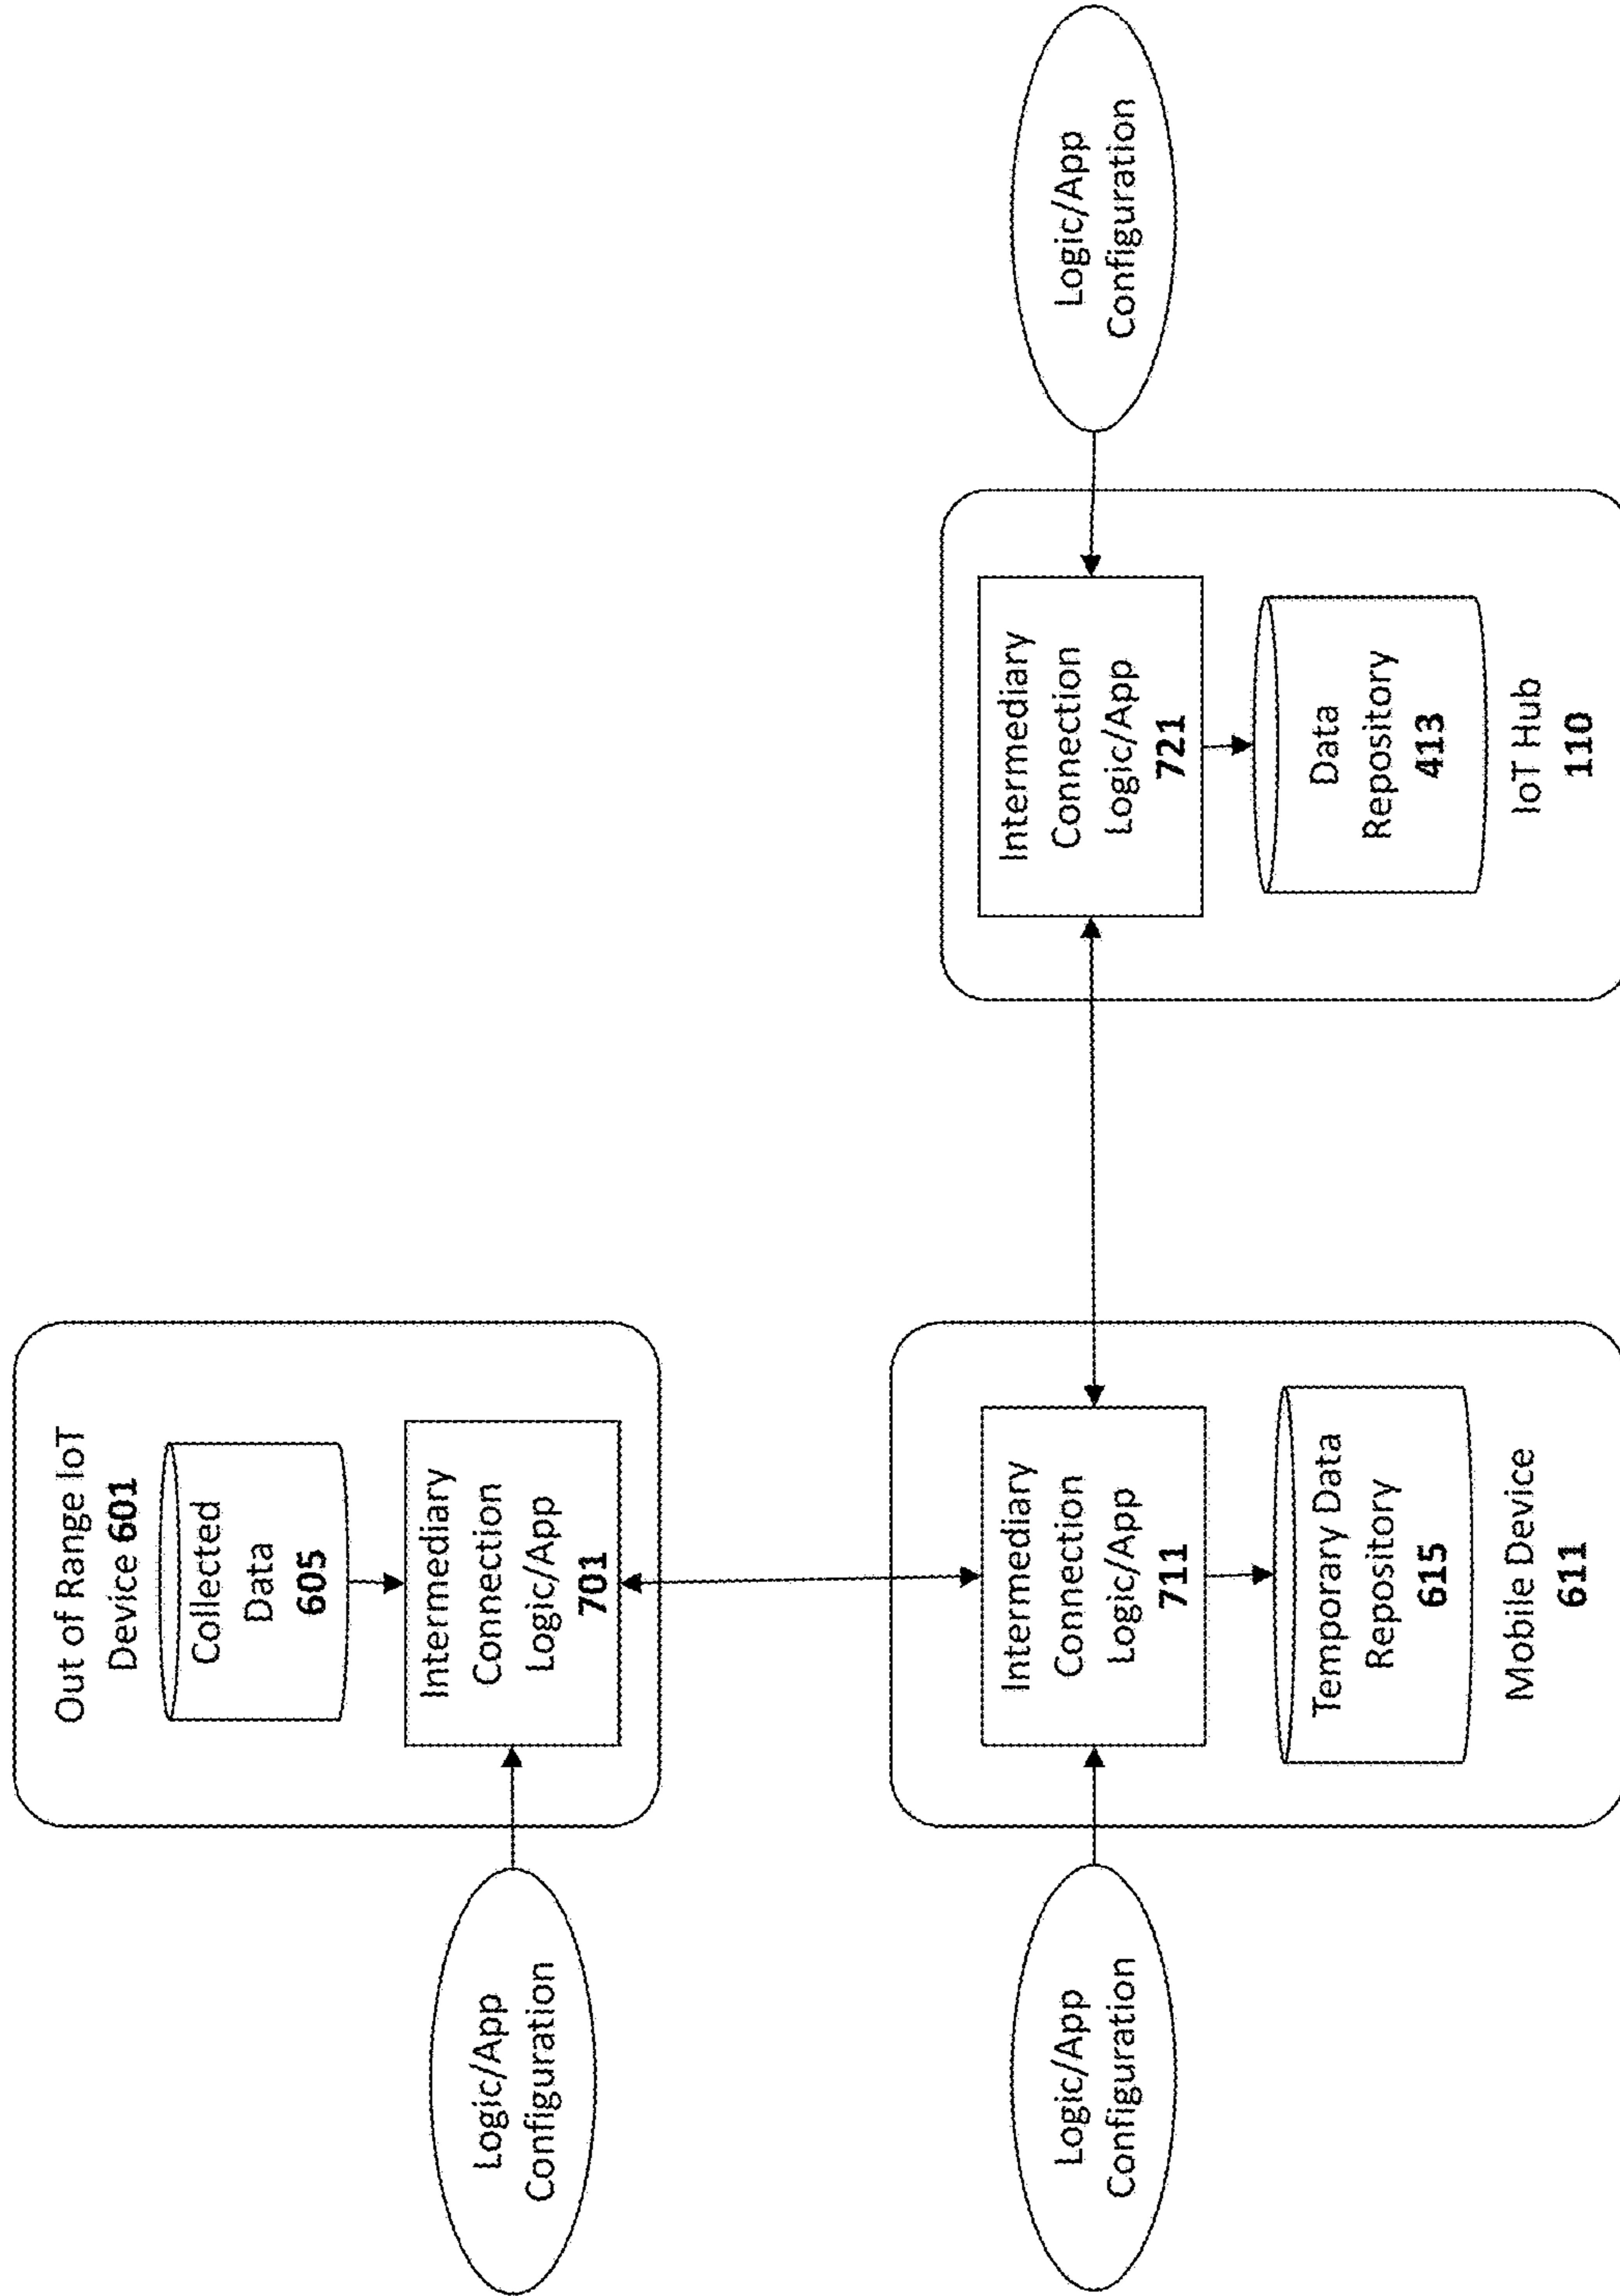 Out of Range IoT
Device 601
Collected
Data
605
Intermediary
Connection
Logic/App
701
Logic/App
Configuration
Logic/App
Configuration
Intermediary
Connection
Logic/App
711
Temporary Data
Repository
615
Mobile Device
611
Intermediary
Connection
Logic/App
721
Data
Repository
413
IoT Hub
110
Logic/App
Configuration